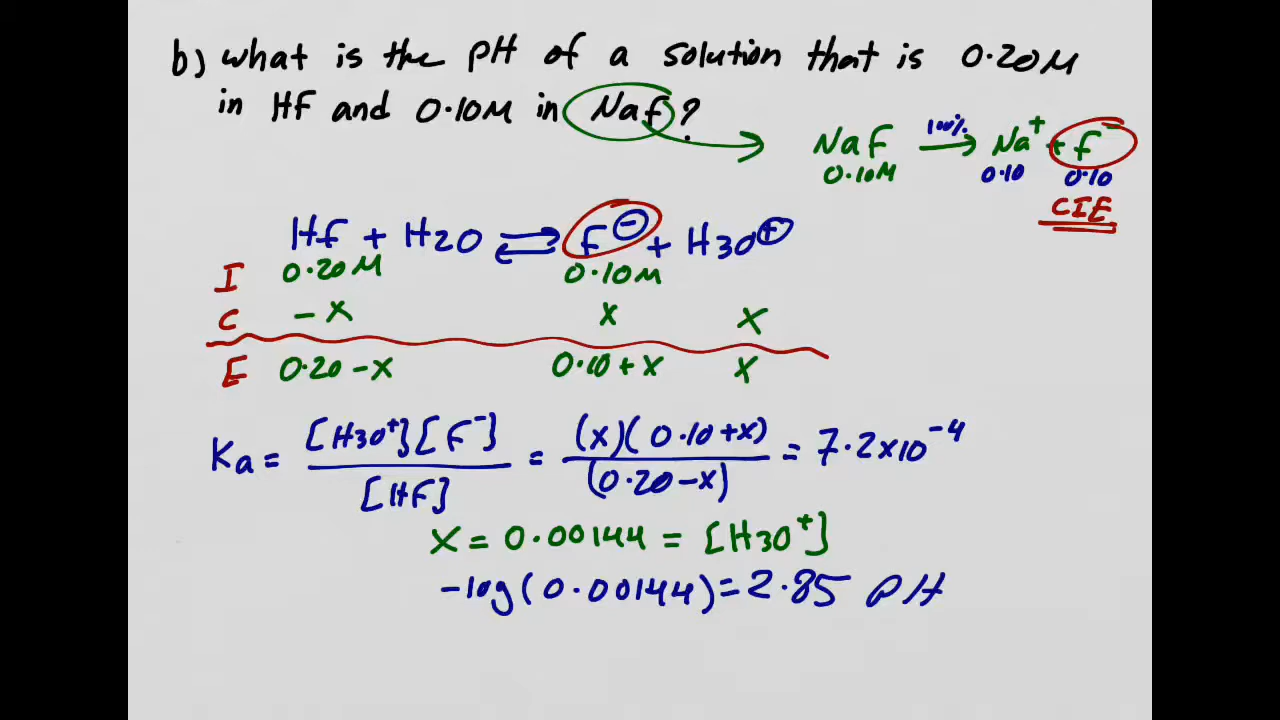 b) what is the pH of a solution that is 0.20M
in HF and 0.10M in NaF?
NaF 100% → Na⁺ + F⁻
0.10M 0.10 0.10
CIE
HF + H2O ⇌ F⁻ + H3O⁺
I 0.20M 0.10M
C - x x x
E 0.20 - x 0.10 + x x
Ka = [H3O⁺][F⁻] / [HF] = (x)(0.10+x) / (0.20 - x) = 7.2x10⁻⁴
x = 0.00144 = [H3O⁺]
-log(0.00144) = 2.85 pH